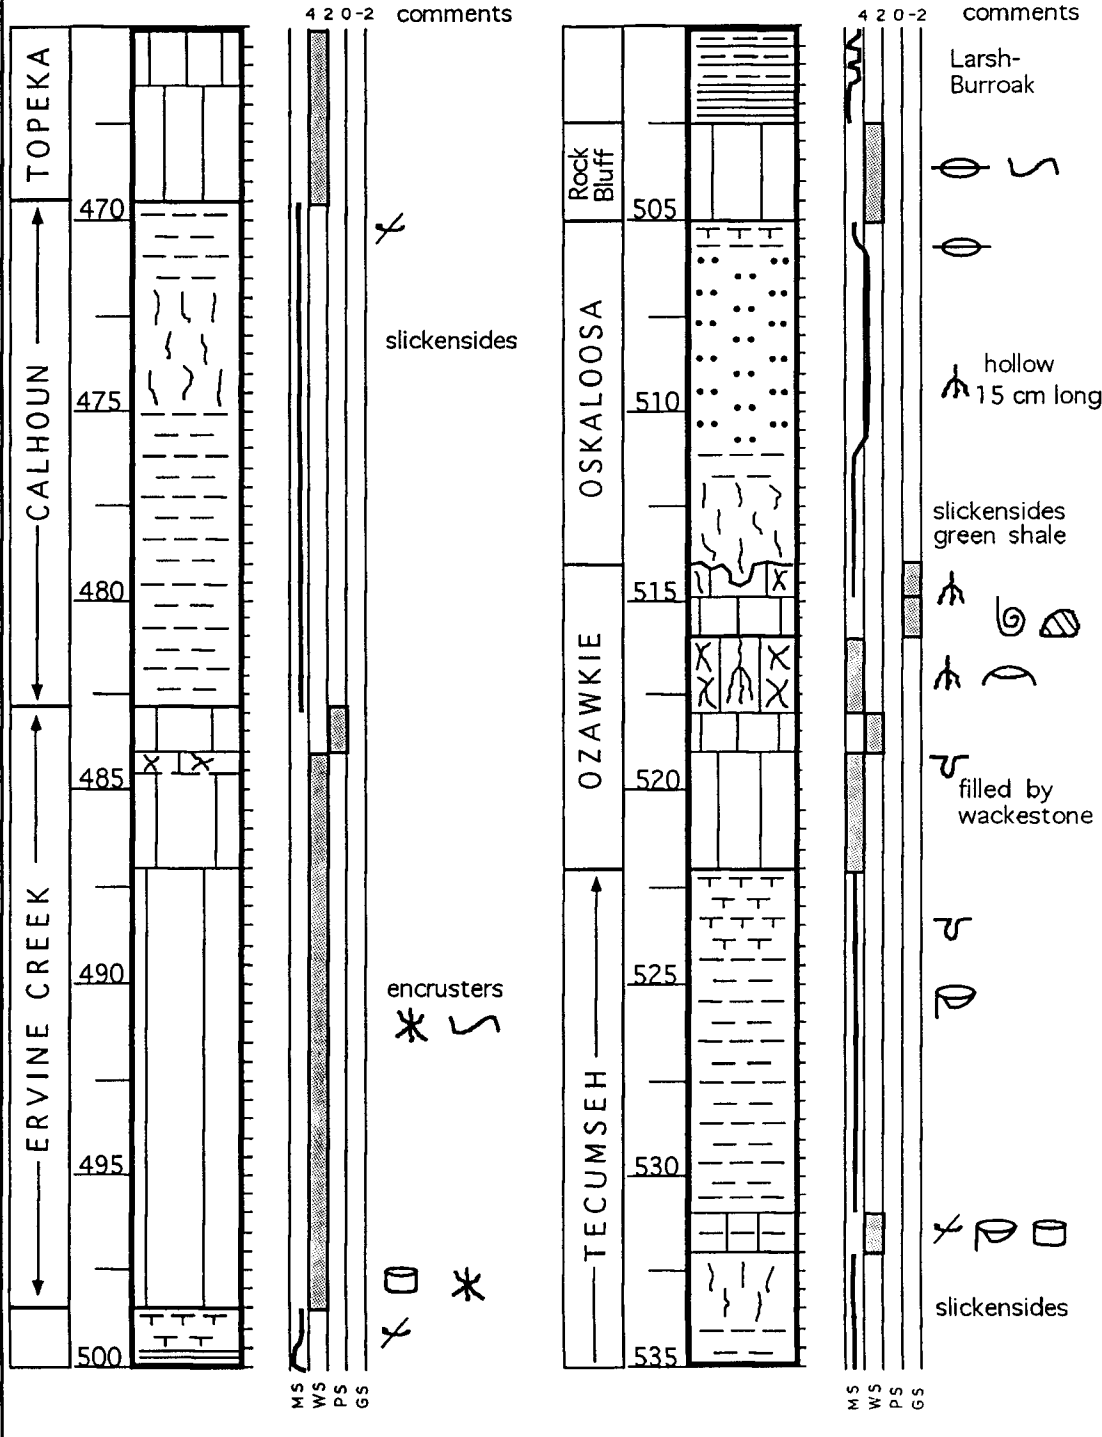 4 2 0 -2 comments
TOPEKA
470
CALHOUN
slickensides
475
480
485
ERVINE CREEK
490
encrusters
495
500
MS
WS
PS
GS
4 2 0 -2 comments
Larsh-
Burroak
Rock
Bluff
505
OSKALOOSA
hollow
15 cm long
510
slickensides
green shale
515
OZAWKIE
520
filled by
wackestone
525
TECUMSEH
530
slickensides
535
MS
WS
PS
GS